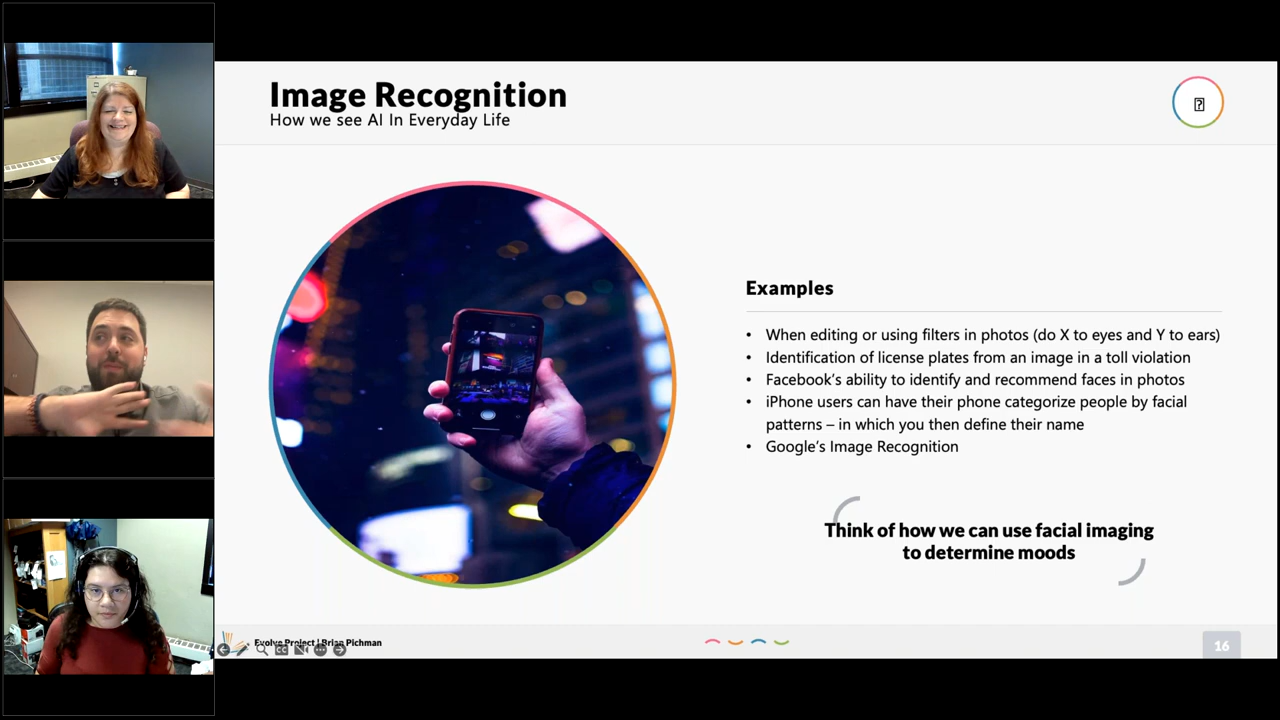 Image Recognition
How we see AI In Everyday Life
Examples
• When editing or using filters in photos (do X to eyes and Y to ears)
• Identification of license plates from an image in a toll violation
• Facebook’s ability to identify and recommend faces in photos
• iPhone users can have their phone categorize people by facial
patterns – in which you then define their name
• Google’s Image Recognition
Think of how we can use facial imaging
to determine moods
Evolve Project | Brian Pichman
CC
16